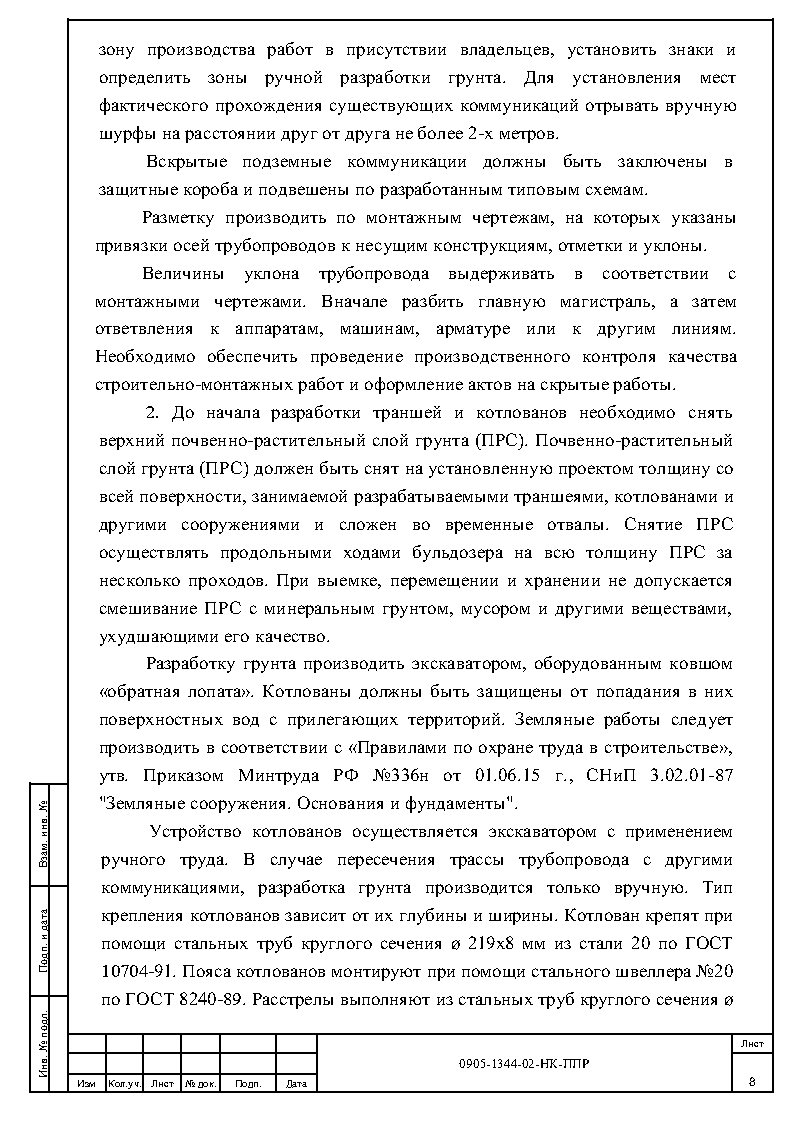 зону производства работ в присутствии владельцев, установить знаки и
определить зоны ручной разработки грунта. Для установления мест
фактического прохождения существующих коммуникаций отрывать вручную
шурфы на расстоянии друг от друга не более 2-х метров.
Вскрытые подземные коммуникации должны быть заключены в
защитные короба и подвешены по разработанным типовым схемам.
Разметку производить по монтажным чертежам, на которых указаны
привязки осей трубопроводов к несущим конструкциям, отметки и уклоны.
Величины уклона трубопровода выдерживать в соответствии с
монтажными чертежами. Вначале разбить главную магистраль, а затем
ответвления к аппаратам, машинам, арматуре или к другим линиям.
Необходимо обеспечить проведение производственного контроля качества
строительно-монтажных работ и оформление актов на скрытые работы.
2. До начала разработки траншей и котлованов необходимо снять
верхний почвенно-растительный слой грунта (ПРС). Почвенно-растительный
слой грунта (ПРС) должен быть снят на установленную проектом толщину со
всей поверхности, занимаемой разрабатываемыми траншеями, котлованами и
другими сооружениями и сложен во временные отвалы. Снятие ПРС
осуществлять продольными ходами бульдозера на всю толщину ПРС за
несколько проходов. При выемке, перемещении и хранении не допускается
смешивание ПРС с минеральным грунтом, мусором и другими веществами,
ухудшающими его качество.
Разработку грунта производить экскаватором, оборудованным ковшом
«обратная лопата». Котлованы должны быть защищены от попадания в них
поверхностных вод с прилегающих территорий. Земляные работы следует
производить в соответствии с «Правилами по охране труда в строительстве»,
утв. Приказом Минтруда РФ №336н от 01.06.15 г., СНиП 3.02.01-87
"Земляные сооружения. Основания и фундаменты".
Устройство котлованов осуществляется экскаватором с применением
ручного труда. В случае пересечения трассы трубопровода с другими
коммуникациями, разработка грунта производится только вручную. Тип
крепления котлованов зависит от их глубины и ширины. Котлован крепят при
помощи стальных труб круглого сечения ø 219х8 мм из стали 20 по ГОСТ
10704-91. Пояса котлованов монтируют при помощи стального швеллера №20
по ГОСТ 8240-89. Расстрелы выполняют из стальных труб круглого сечения ø
Взам. инв. №
Подп. и дата
Инв. № подл.
Изм Кол.уч. Лист № док. Подп. Дата
0905-1344-02-НК-ППР
Лист
8